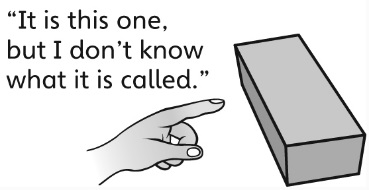 “It is this one,
but I don’t know
what it is called.”